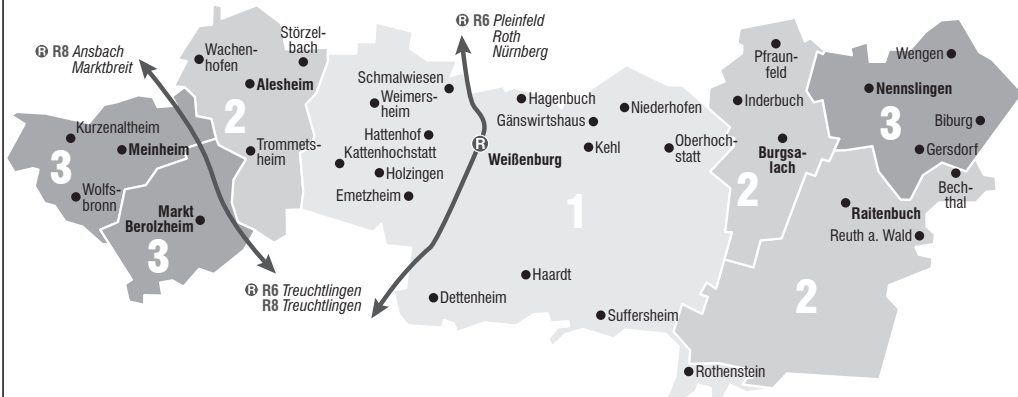 R R8 Ansbach
Marktbreit
Wachen-
hofen
Störzel-
bach
Alesheim
2
Trommets-
heim
Kurzenaltheim
Meinheim
3
Wolfs-
bronn
Markt
Berolzheim
3
R R6 Treuchtlingen
R8 Treuchtlingen
R R6 Pleinfeld
Roth
Nürnberg
Schmalwiesen
Weimers-
heim
Hattenhof
Kattenhochstatt
Holzingen
Emetzheim
R
Weißenburg
Hagenbuch
Gänswirtshaus
Niederhofen
Kehl
Oberhoch-
statt
1
Haardt
Dettenheim
Suffersheim
Rothenstein
Pfraun-
feld
Inderbuch
Burgsa-
lach
2
Wengen
Nennslingen
3
Biburg
Gersdorf
Bech-
thal
Raitenbuch
Reuth a. Wald
2